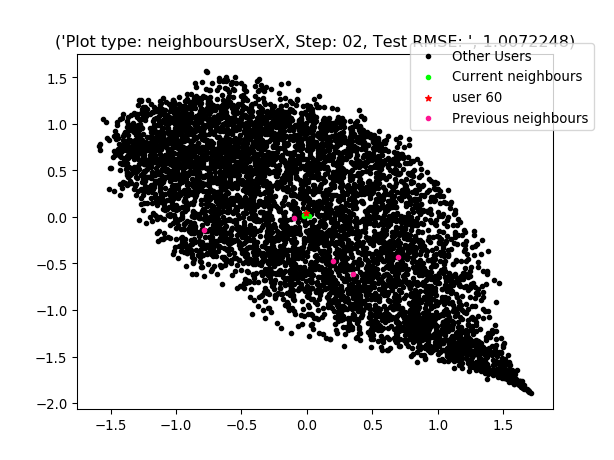 ('Plot type: neighboursUserX, Step: 02, Test RMSE: ', 1.0072248)
Other Users
Current neighbours
user 60
Previous neighbours
1.5
1.0
0.5
0.0
−0.5
−1.0
−1.5
−2.0
−1.5 −1.0 −0.5 0.0 0.5 1.0 1.5